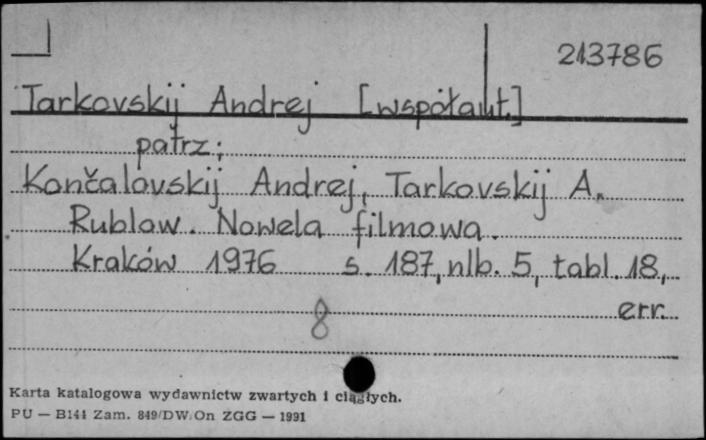 213786
Tarkovskij Andrej [współaut.]
patrz:
Končalovskij Andrej, Tarkovskij A.
Rublow. Nowela filmowa.
Kraków 1976 s. 187, nlb. 5, tabl. 18,
err.
8
Karta katalogowa wydawnictw zwartych i ciągłych.
PU — B141 Zam. 849/DW/On ZGG — 1991